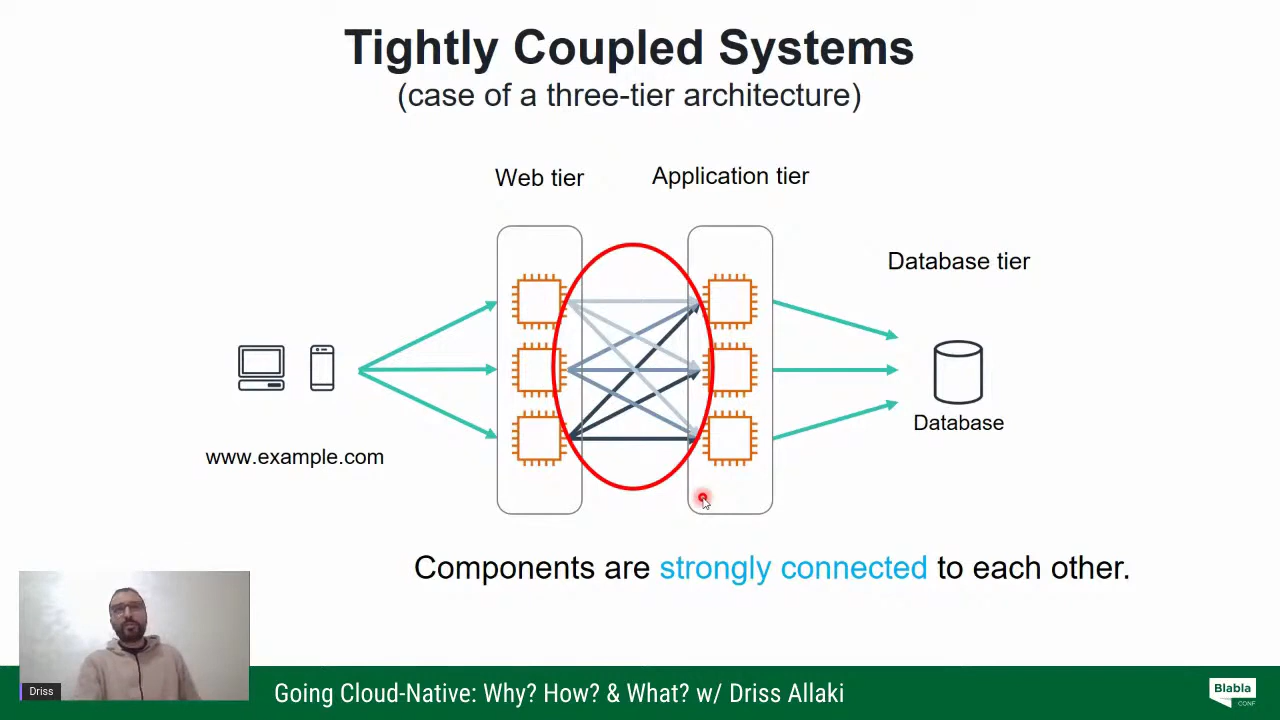 Tightly Coupled Systems
(case of a three-tier architecture)
Web tier
Application tier
Database tier
Database
www.example.com
Components are strongly connected to each other.
Driss
Going Cloud-Native: Why? How? & What? w/ Driss Allaki
Blabla
CONF